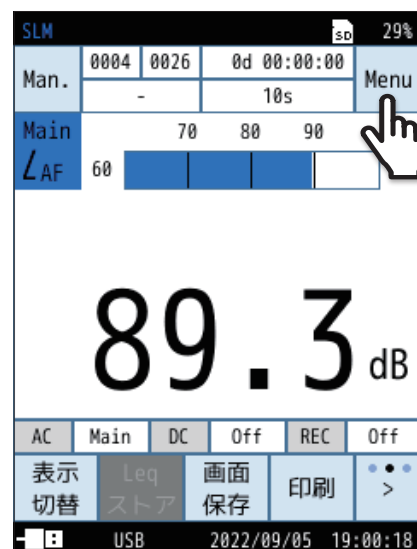 SLM SD 29%
Man. 0004 0026 0d 00:00:00 Menu
- 10s
Main 70 80 90
LAF 60
89.3 dB
AC Main DC Off REC Off
表示 Leq 画面 印刷 >
切替 ストア 保存
USB 2022/09/05 19:00:18